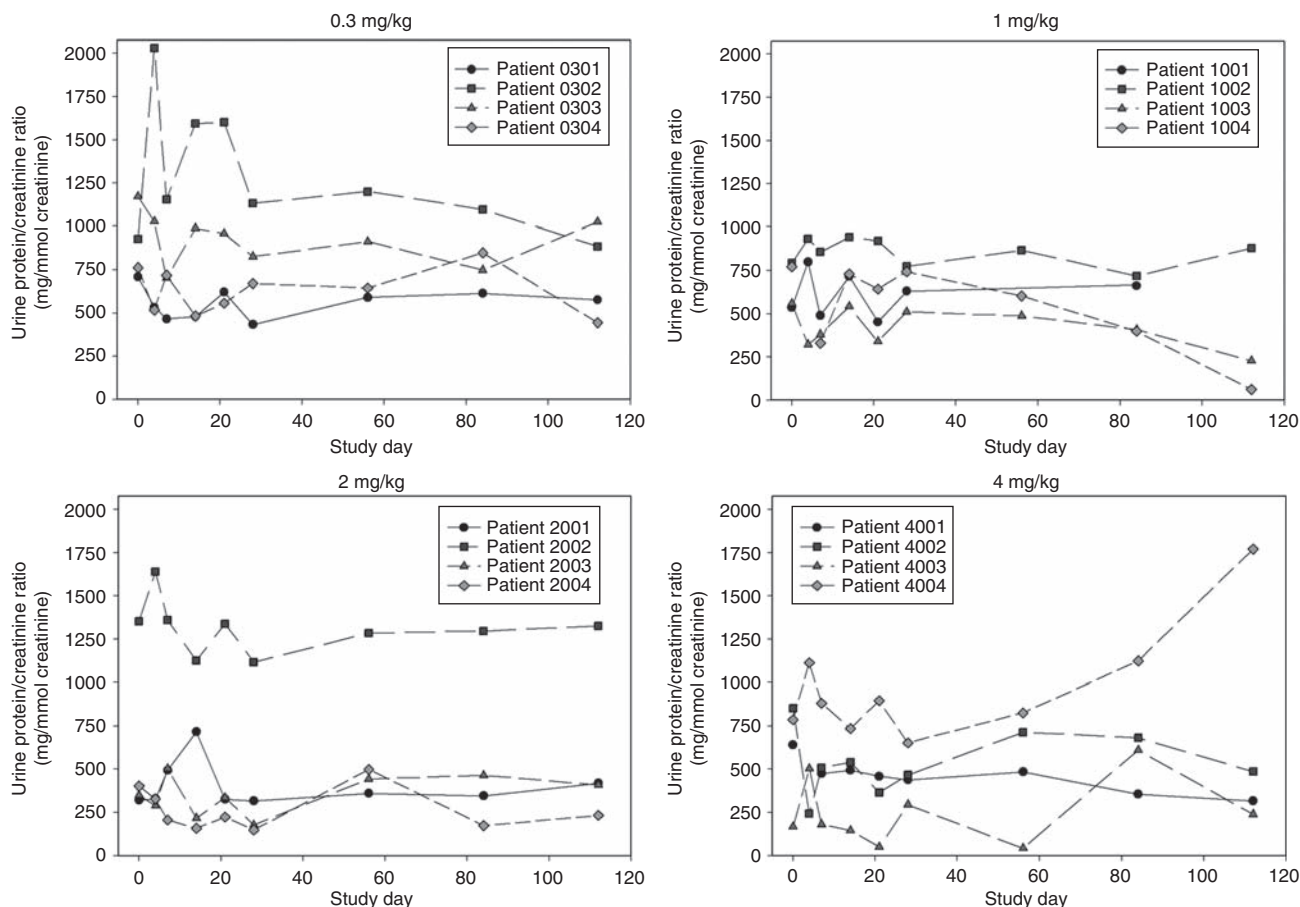 0.3 mg/kg
Urine protein/creatinine ratio
(mg/mmol creatinine)
2000
1750
1500
1250
1000
750
500
250
0
Patient 0301
Patient 0302
Patient 0303
Patient 0304
0 20 40 60 80 100 120
Study day
1 mg/kg
Urine protein/creatinine ratio
(mg/mmol creatinine)
2000
1750
1500
1250
1000
750
500
250
0
Patient 1001
Patient 1002
Patient 1003
Patient 1004
0 20 40 60 80 100 120
Study day
2 mg/kg
Urine protein/creatinine ratio
(mg/mmol creatinine)
2000
1750
1500
1250
1000
750
500
250
0
Patient 2001
Patient 2002
Patient 2003
Patient 2004
0 20 40 60 80 100 120
Study day
4 mg/kg
Urine protein/creatinine ratio
(mg/mmol creatinine)
2000
1750
1500
1250
1000
750
500
250
0
Patient 4001
Patient 4002
Patient 4003
Patient 4004
0 20 40 60 80 100 120
Study day